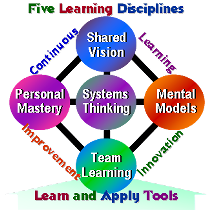 Five Learning Disciplines
Continuous
Learning
Shared
Vision
Personal
Mastery
Systems
Thinking
Mental
Models
Improvement
Innovation
Team
Learning
Learn and Apply Tools